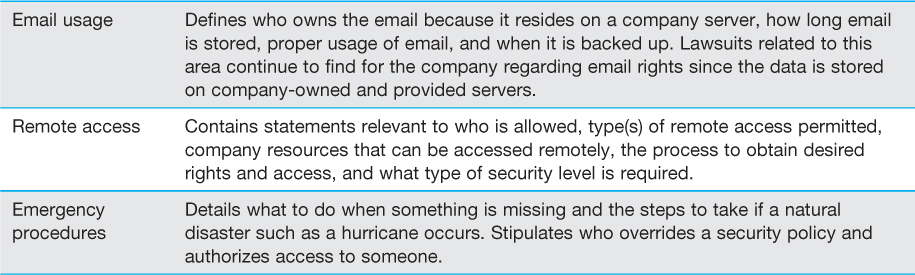 Email usage
Defines who owns the email because it resides on a company server, how long email
is stored, proper usage of email, and when it is backed up. Lawsuits related to this
area continue to find for the company regarding email rights since the data is stored
on company-owned and provided servers.
Remote access
Contains statements relevant to who is allowed, type(s) of remote access permitted,
company resources that can be accessed remotely, the process to obtain desired
rights and access, and what type of security level is required.
Emergency
procedures
Details what to do when something is missing and the steps to take if a natural
disaster such as a hurricane occurs. Stipulates who overrides a security policy and
authorizes access to someone.